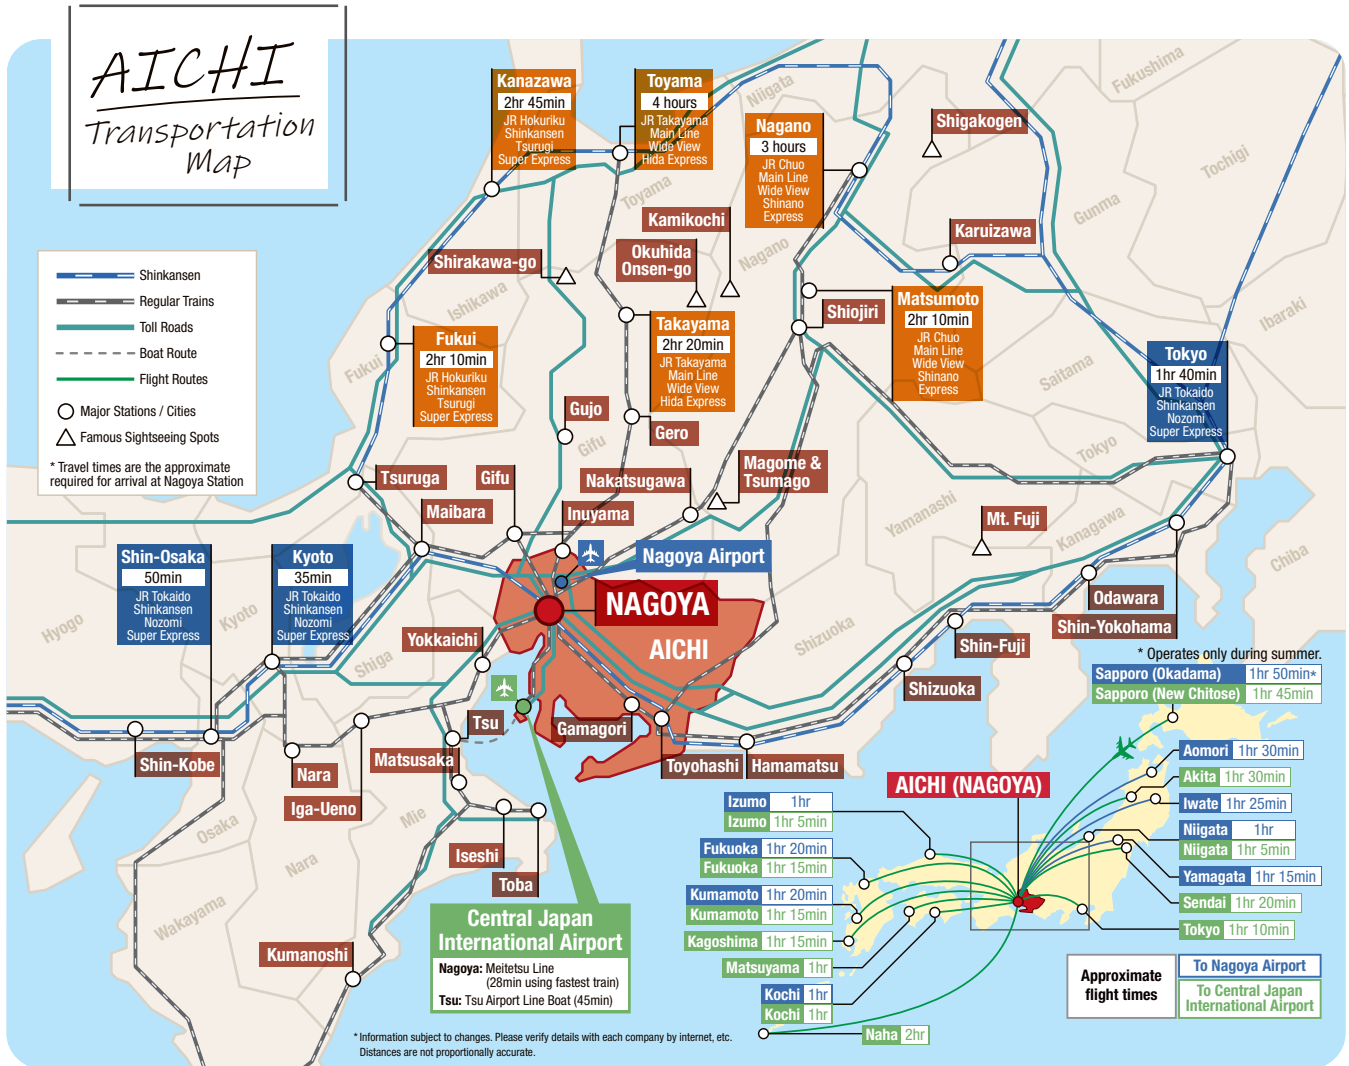 AICHI
Transportation
Map
Shinkansen
Regular Trains
Toll Roads
Boat Route
Flight Routes
Major Stations / Cities
Famous Sightseeing Spots
* Travel times are the approximate
required for arrival at Nagoya Station
Kanazawa
2hr 45min
JR Hokuriku
Shinkansen
Tsurugi
Super Express
Toyama
4 hours
JR Takayama
Main Line
Wide View
Hida Express
Nagano
3 hours
JR Chuo
Main Line
Wide View
Shinano
Express
Niigata
Fukushima
Shigakogen
Tochigi
Gunma
Toyama
Kamikochi
Karuizawa
Okuhida
Onsen-go
Nagano
Shirakawa-go
Ishikawa
Matsumoto
2hr 10min
JR Chuo
Main Line
Wide View
Shinano
Express
Shiojiri
Ibaraki
Takayama
2hr 20min
JR Takayama
Main Line
Wide View
Hida Express
Fukui
2hr 10min
JR Hokuriku
Shinkansen
Tsurugi
Super Express
Fukui
Saitama
Tokyo
1hr 40min
JR Tokaido
Shinkansen
Nozomi
Super Express
Gujo
Gero
Gifu
Tokyo
Tsuruga
Gifu
Nakatsugawa
Magome &
Tsumago
Maibara
Inuyama
Yamanashi
Mt. Fuji
Kanagawa
Chiba
Shin-Osaka
50min
JR Tokaido
Shinkansen
Nozomi
Super Express
Kyoto
35min
JR Tokaido
Shinkansen
Nozomi
Super Express
Nagoya Airport
NAGOYA
AICHI
Hyogo
Kyoto
Shiga
Yokkaichi
Shizuoka
Odawara
Shin-Yokohama
Shin-Fuji
Shizuoka
Tsu
Gamagori
Matsusaka
Toyohashi
Hamamatsu
Shin-Kobe
Nara
Iga-Ueno
Mie
Osaka
Nara
Iseshi
Toba
Wakayama
Kumanoshi
Central Japan
International Airport
Nagoya: Meitetsu Line
(28min using fastest train)
Tsu: Tsu Airport Line Boat (45min)
* Information subject to changes. Please verify details with each company by internet, etc.
Distances are not proportionally accurate.
* Operates only during summer.
Sapporo (Okadama) 1hr 50min*
Sapporo (New Chitose) 1hr 45min
Aomori 1hr 30min
Akita 1hr 30min
Iwate 1hr 25min
Niigata 1hr
Niigata 1hr 5min
Yamagata 1hr 15min
Sendai 1hr 20min
Tokyo 1hr 10min
AICHI (NAGOYA)
Izumo 1hr
Izumo 1hr 5min
Fukuoka 1hr 20min
Fukuoka 1hr 15min
Kumamoto 1hr 20min
Kumamoto 1hr 15min
Kagoshima 1hr 15min
Matsuyama 1hr
Kochi 1hr
Kochi 1hr
Naha 2hr
Approximate
flight times
To Nagoya Airport
To Central Japan
International Airport